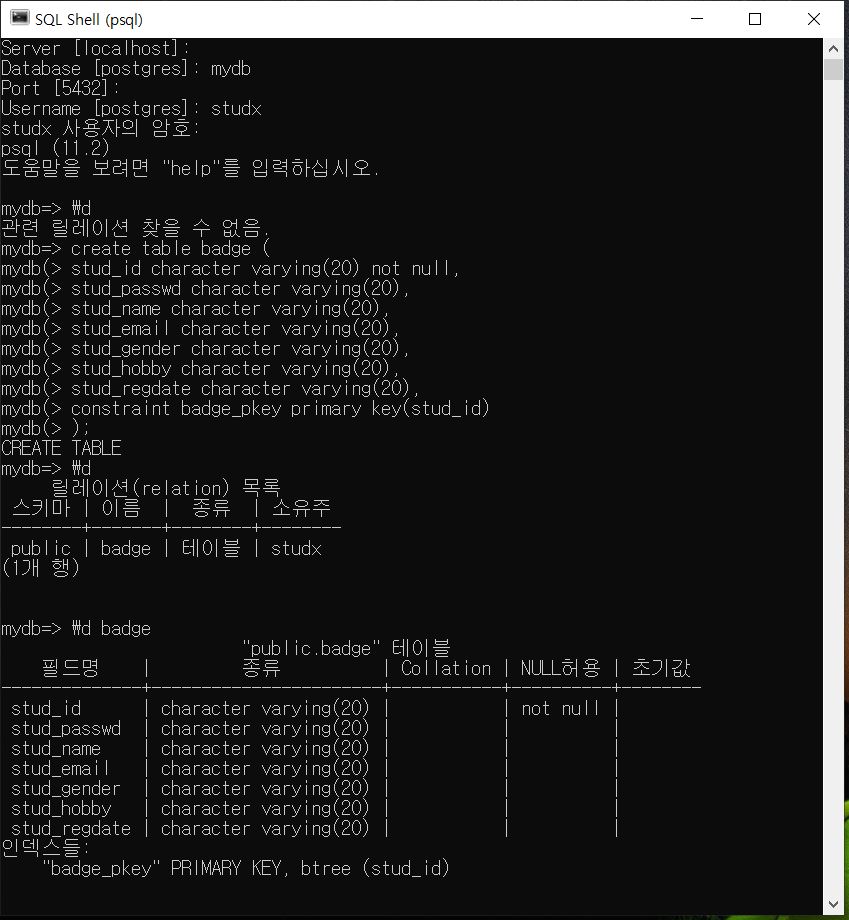 SQL Shell (psql)
Server [localhost]:
Database [postgres]: mydb
Port [5432]:
Username [postgres]: studx
studx 사용자의 암호:
psql (11.2)
도움말을 보려면 "help"를 입력하십시오.
mydb=> ₩d
관련 릴레이션 찾을 수 없음.
mydb=> create table badge (
mydb(> stud_id character varying(20) not null,
mydb(> stud_passwd character varying(20),
mydb(> stud_name character varying(20),
mydb(> stud_email character varying(20),
mydb(> stud_gender character varying(20),
mydb(> stud_hobby character varying(20),
mydb(> stud_regdate character varying(20),
mydb(> constraint badge_pkey primary key(stud_id)
mydb(> );
CREATE TABLE
mydb=> ₩d
릴레이션(relation) 목록
스키마 | 이름 | 종류 | 소유주
--------+-------+--------+--------
public | badge | 테이블 | studx
(1개 행)
mydb=> ₩d badge
"public.badge" 테이블
필드명 | 종류 | Collation | NULL허용 | 초기값
--------------+-----------------------+-----------+----------+--------
stud_id | character varying(20) | | not null |
stud_passwd | character varying(20) | | |
stud_name | character varying(20) | | |
stud_email | character varying(20) | | |
stud_gender | character varying(20) | | |
stud_hobby | character varying(20) | | |
stud_regdate | character varying(20) | | |
인덱스들:
"badge_pkey" PRIMARY KEY, btree (stud_id)